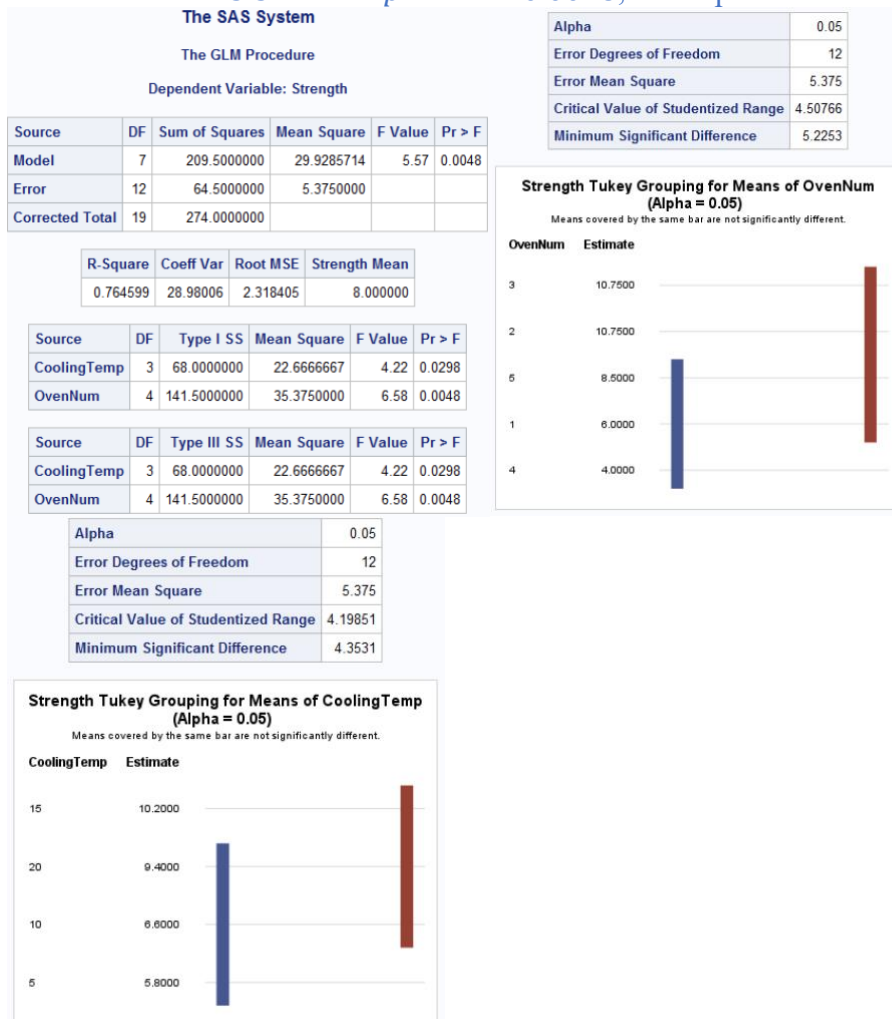 The SAS System
The GLM Procedure
Dependent Variable: Strength
Source DF Sum of Squares Mean Square F Value Pr > F
Model 7 209.5000000 29.9285714 5.57 0.0048
Error 12 64.5000000 5.3750000
Corrected Total 19 274.0000000
R-Square Coeff Var Root MSE Strength Mean
0.764599 28.98006 2.318405 8.000000
Source DF Type I SS Mean Square F Value Pr > F
CoolingTemp 3 68.0000000 22.6666667 4.22 0.0298
OvenNum 4 141.5000000 35.3750000 6.58 0.0048
Source DF Type III SS Mean Square F Value Pr > F
CoolingTemp 3 68.0000000 22.6666667 4.22 0.0298
OvenNum 4 141.5000000 35.3750000 6.58 0.0048
Alpha 0.05
Error Degrees of Freedom 12
Error Mean Square 5.375
Critical Value of Studentized Range 4.50766
Minimum Significant Difference 5.2253
Strength Tukey Grouping for Means of OvenNum
(Alpha = 0.05)
Means covered by the same bar are not significantly different.
OvenNum Estimate
3 10.7500
2 10.7500
5 8.5000
1 6.0000
4 4.0000
Alpha 0.05
Error Degrees of Freedom 12
Error Mean Square 5.375
Critical Value of Studentized Range 4.19851
Minimum Significant Difference 4.3531
Strength Tukey Grouping for Means of CoolingTemp
(Alpha = 0.05)
Means covered by the same bar are not significantly different.
CoolingTemp Estimate
15 10.2000
20 9.4000
10 6.6000
5 5.8000